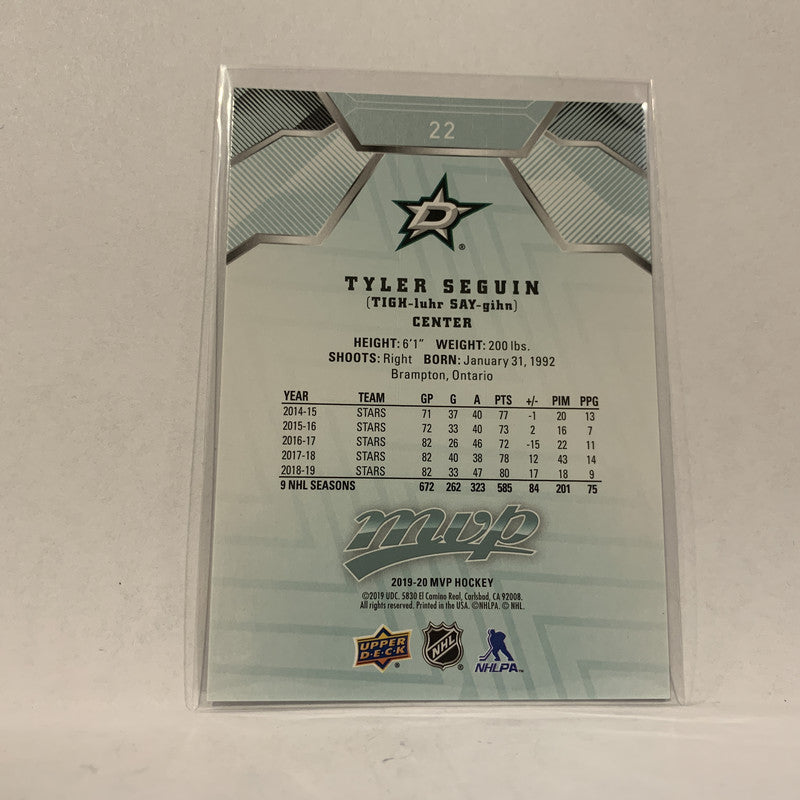 22
D
®
TYLER SEGUIN
(TIGH-luhr SAY-gihn)
CENTER
HEIGHT: 6'1" WEIGHT: 200 lbs.
SHOOTS: Right BORN: January 31, 1992
Brampton, Ontario
YEAR TEAM GP G A PTS +/- PIM PPG
2014-15 STARS 71 37 40 77 -1 20 13
2015-16 STARS 72 33 40 73 2 16 7
2016-17 STARS 82 26 46 72 -15 22 11
2017-18 STARS 82 40 38 78 12 43 14
2018-19 STARS 82 33 47 80 17 18 9
9 NHL SEASONS 672 262 323 585 84 201 75
mvp
2019-20 MVP HOCKEY
©2019 UDC. 5830 El Camino Real, Carlsbad, CA 92008.
All rights reserved. Printed in the USA. ©NHLPA. © NHL.
UPPER DECK ® NHL ® NHLPA™